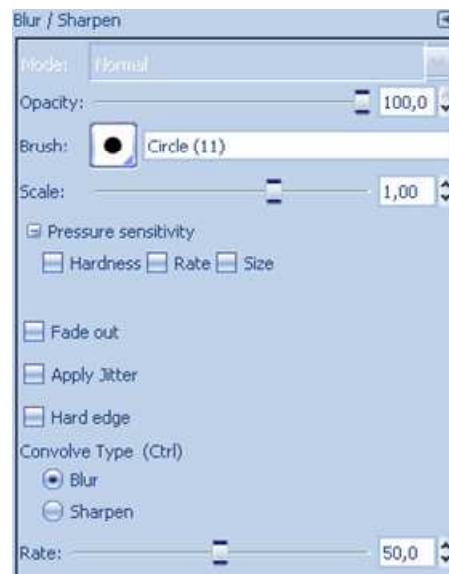 Blur / Sharpen
Mode: Normal
Opacity: 100,0
Brush: Circle (11)
Scale: 1,00
Pressure sensitivity
Hardness Rate Size
Fade out
Apply Jitter
Hard edge
Convolve Type (Ctrl)
Blur
Sharpen
Rate: 50,0